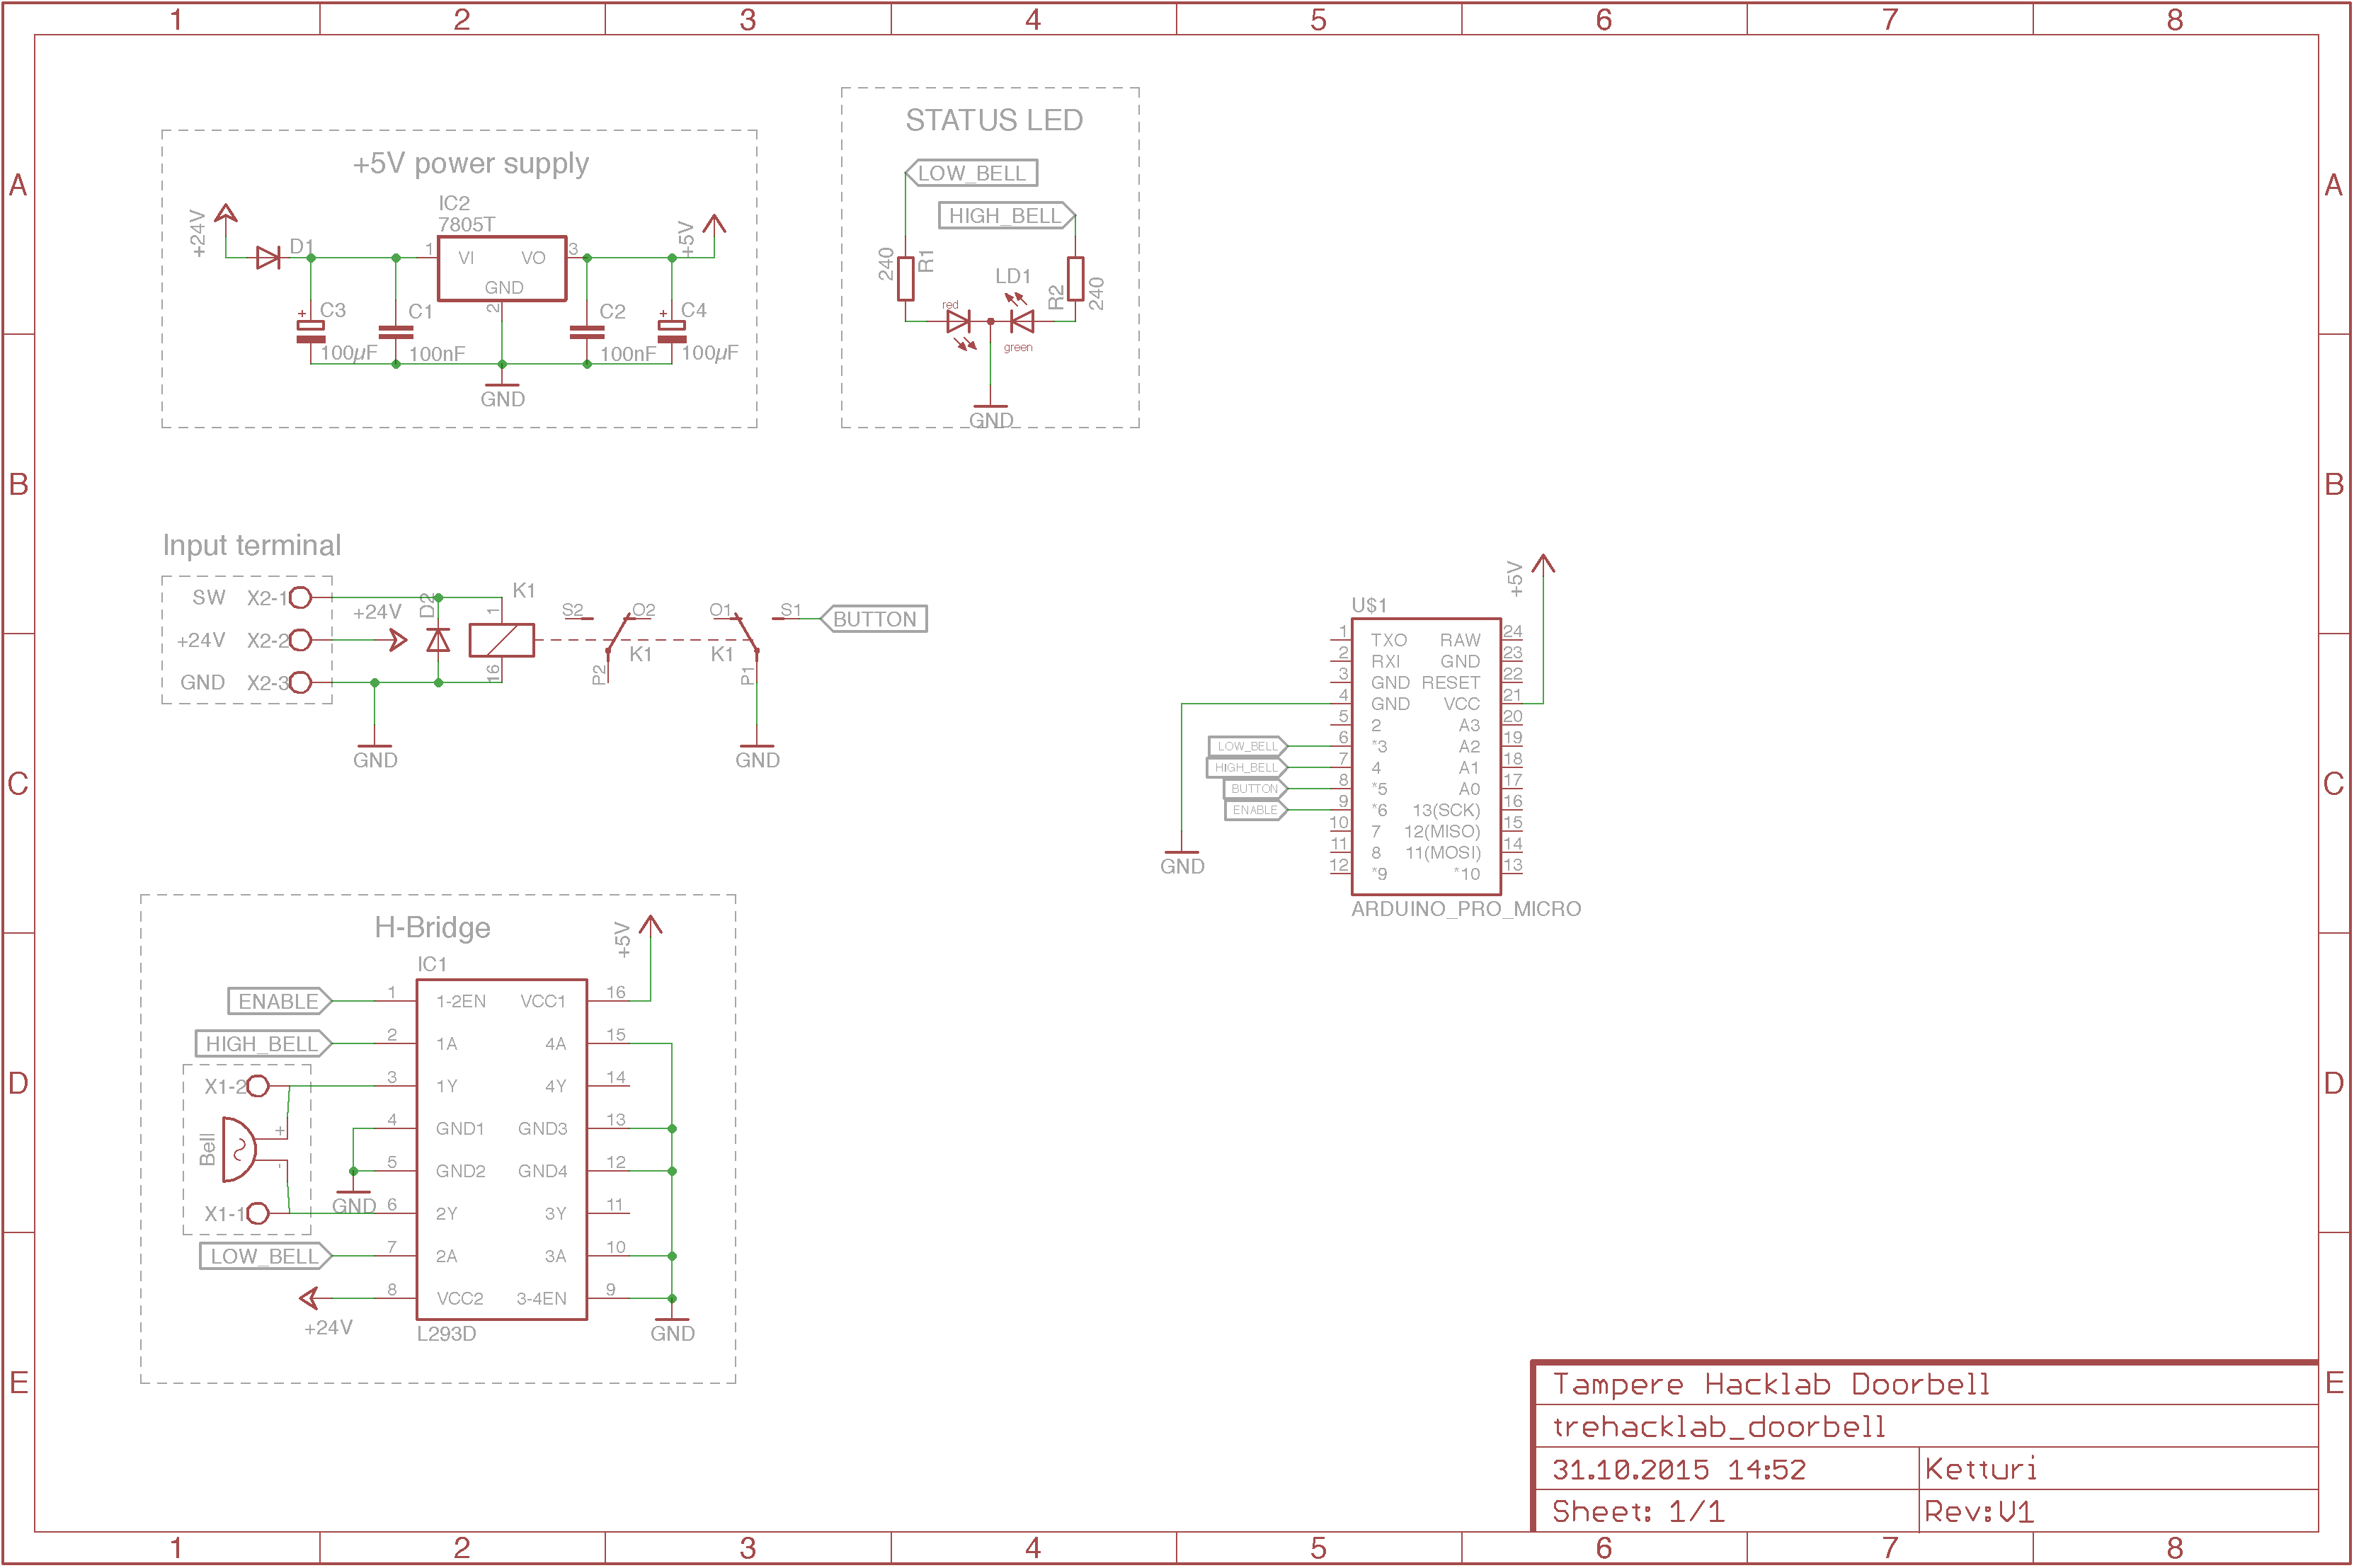 1 2 3 4 5 6 7 8
A A
B B
C C
D D
E E
+5V power supply
+24V
D1
IC2
7805T
1 VI VO 3
GND
2
+5V
+ C3
100µF
C1
100nF
C2
100nF
+ C4
100µF
GND
STATUS LED
LOW_BELL
HIGH_BELL
240 R1
LD1
R2 240
red
green
GND
Input terminal
SW X2-1
+24V X2-2
GND X2-3
+24V
D2
K1
1
16
S2 O2
K1
P2
O1 S1
K1
P1
BUTTON
GND
GND
U$1
+5V
1 TXO RAW 24
2 RXI GND 23
3 GND RESET 22
4 GND VCC 21
5 2 A3 20
LOW_BELL 6 *3 A2 19
HIGH_BELL 7 4 A1 18
BUTTON 8 *5 A0 17
ENABLE 9 *6 13(SCK) 16
10 7 12(MISO) 15
11 8 11(MOSI) 14
12 *9 *10 13
GND
ARDUINO_PRO_MICRO
H-Bridge
+5V
IC1
ENABLE 1 1-2EN VCC1 16
HIGH_BELL 2 1A 4A 15
X1-2 3 1Y 4Y 14
Bell + -
4 GND1 GND3 13
5 GND2 GND4 12
GND
X1-1 6 2Y 3Y 11
LOW_BELL 7 2A 3A 10
8 VCC2 3-4EN 9
+24V
L293D
GND
Tampere Hacklab Doorbell
trehacklab_doorbell
31.10.2015 14:52 Ketturi
Sheet: 1/1 Rev:V1
1 2 3 4 5 6 7 8